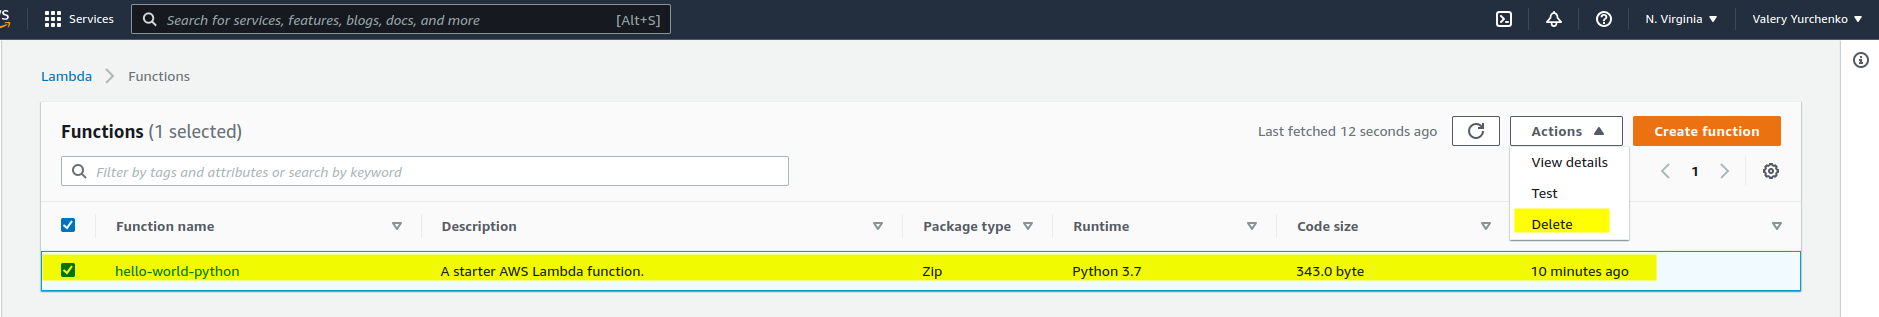 Services Search for services, features, blogs, docs, and more [Alt+S] N. Virginia Valery Yurchenko
Lambda Functions
Functions (1 selected) Last fetched 12 seconds ago Actions Create function
View details
Filter by tags and attributes or search by keyword 1
Test
Function name Description Package type Runtime Code size Delete
hello-world-python A starter AWS Lambda function. Zip Python 3.7 343.0 byte 10 minutes ago